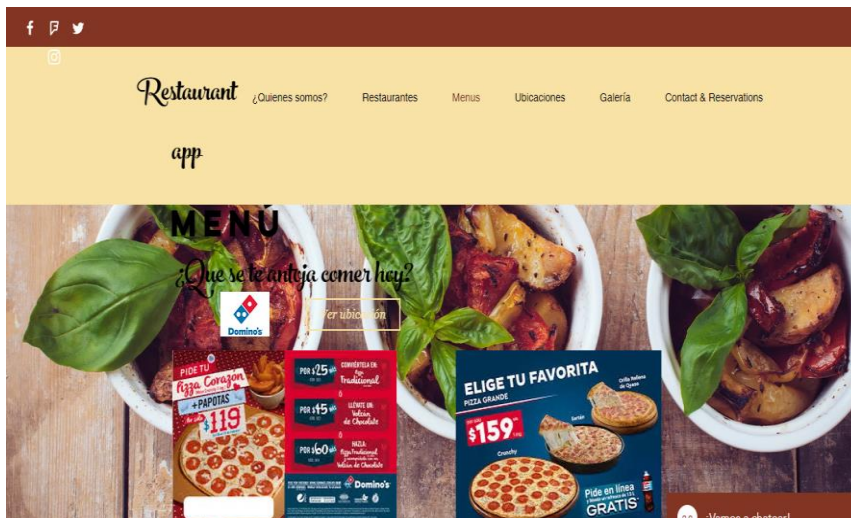 Restaurant
app
¿Quienes somos?
Restaurantes
Menus
Ubicaciones
Galería
Contact & Reservations
MENÚ
¿Que se te antoja comer hoy?
Domino's
Ver ubicación
PIDE TU
Pizza Corazón
+PAPOTAS
$119
POR $25
CONVIÉRTELA EN:
Tradicional
POR $45
LLÉVATE UN:
Volcán
de Chocolate
POR $60
HAZLA:
Pizza Tradicional
Volcán de Chocolate
Domino's
ELIGE TU FAVORITA
PIZZA GRANDE
$159
Orilla Rellena
de Queso
Sartén
Crunchy
Pide en línea
GRATIS
¡Vamos a chatear!